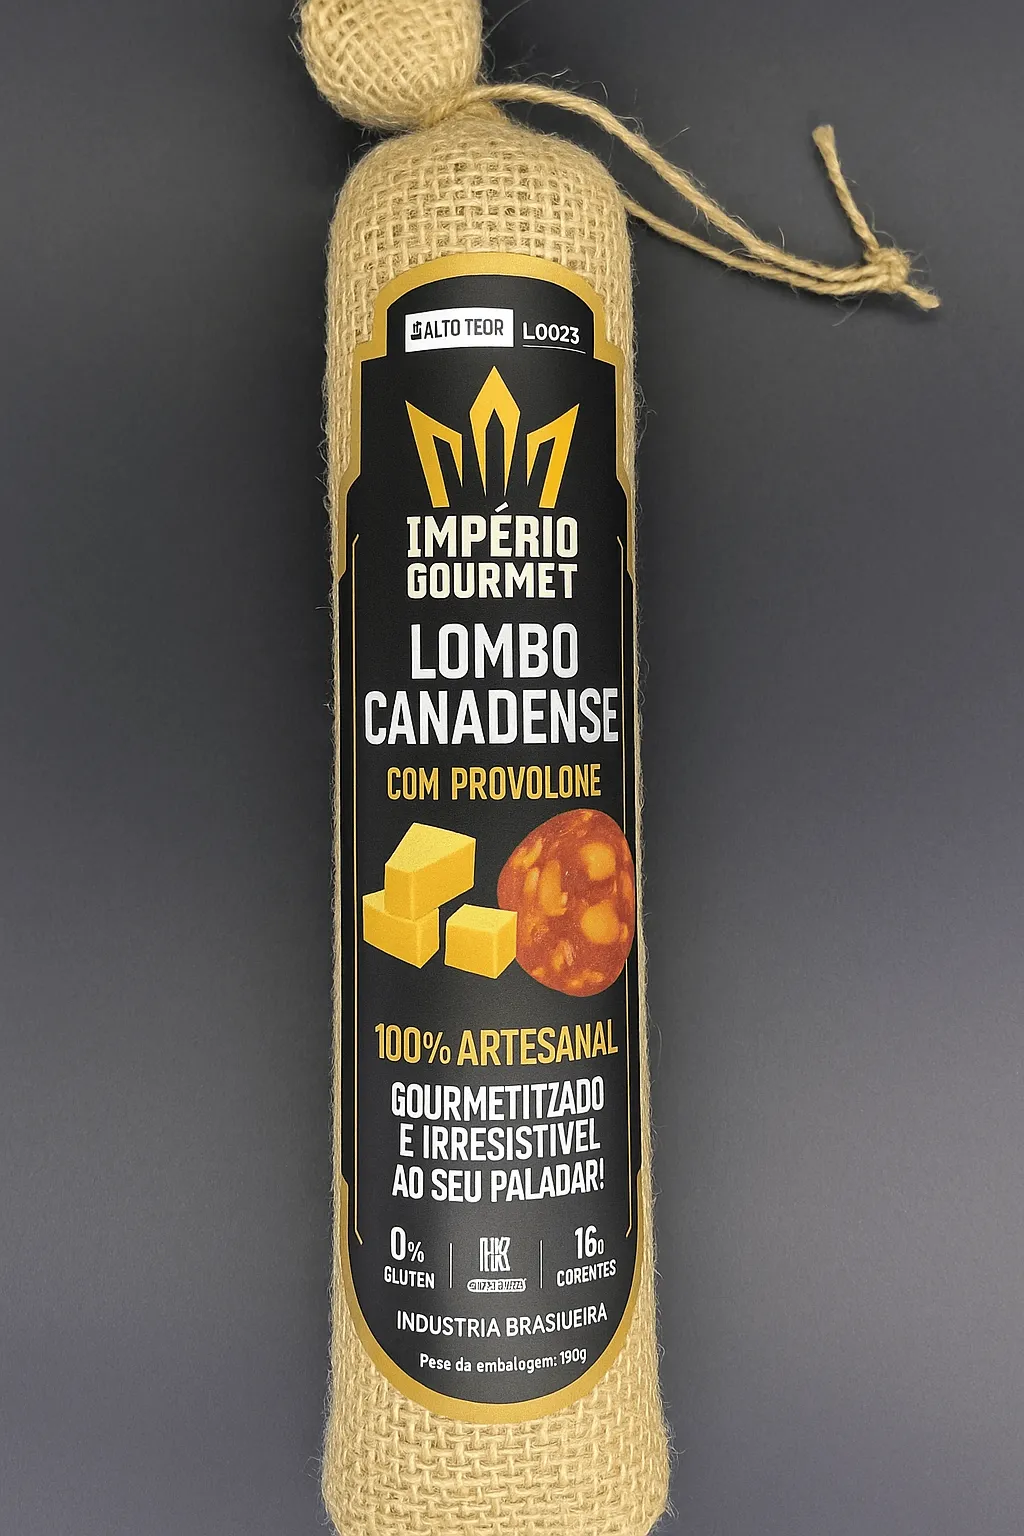 ALTO TEOR L0023
IMPÉRIO
GOURMET
LOMBO
CANADENSE
COM PROVOLONE
100% ARTESANAL
GOURMETITZADO
E IRRESISTIVEL
AO SEU PALADAR!
0% 16o
GLUTEN CORENTES
INDUSTRIA BRASIUEIRA
Pese da embalogem: 190g